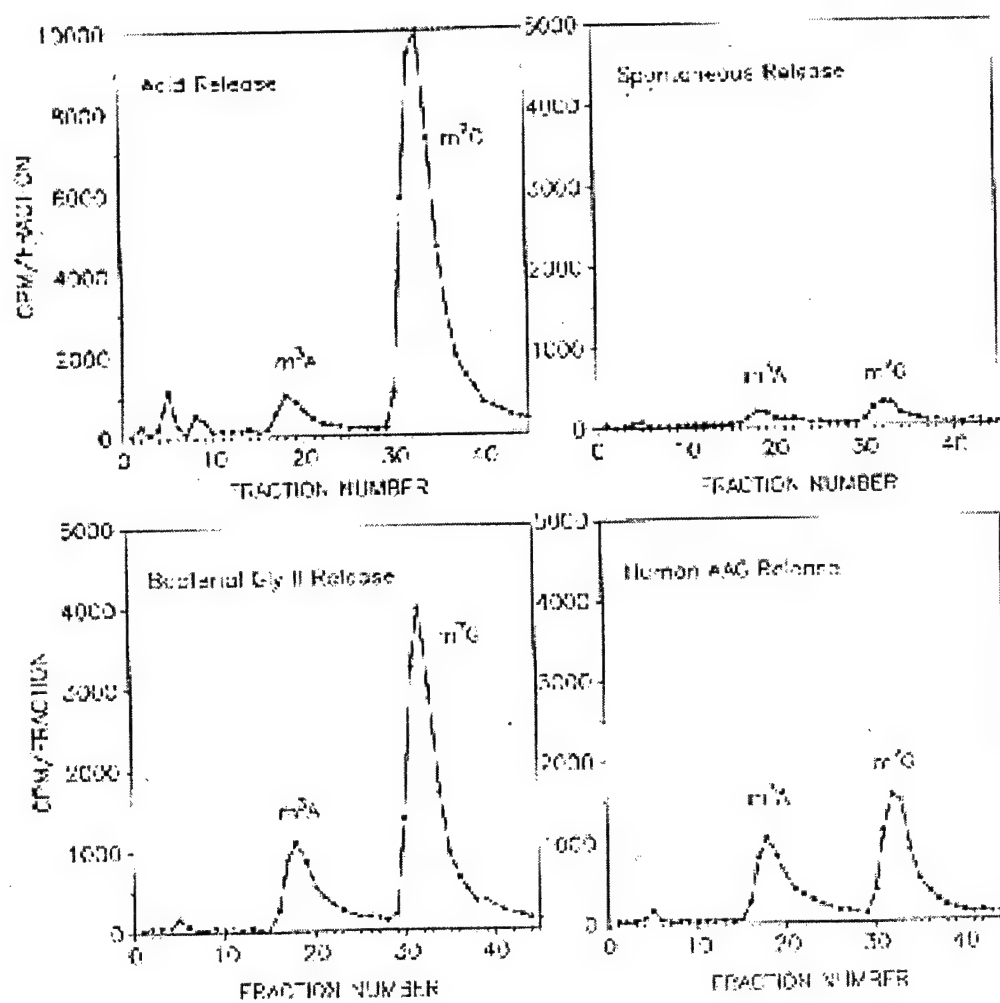 10000
8000
6000
4000
2000
0
CPM/FRACTION
Acid Release
m³A
0 10 20 30 40
FRACTION NUMBER
5000
4000
3000
2000
1000
0
Spontaneous Release
m³A
m⁷G
0 10 20 30 40
FRACTION NUMBER
5000
4000
3000
2000
1000
0
CPM/FRACTION
Bacterial Gly II Release
m³A
m⁷G
0 10 20 30 40
FRACTION NUMBER
5000
4000
3000
2000
1000
0
Human AAG Release
m³A
m⁷G
0 10 20 30 40
FRACTION NUMBER